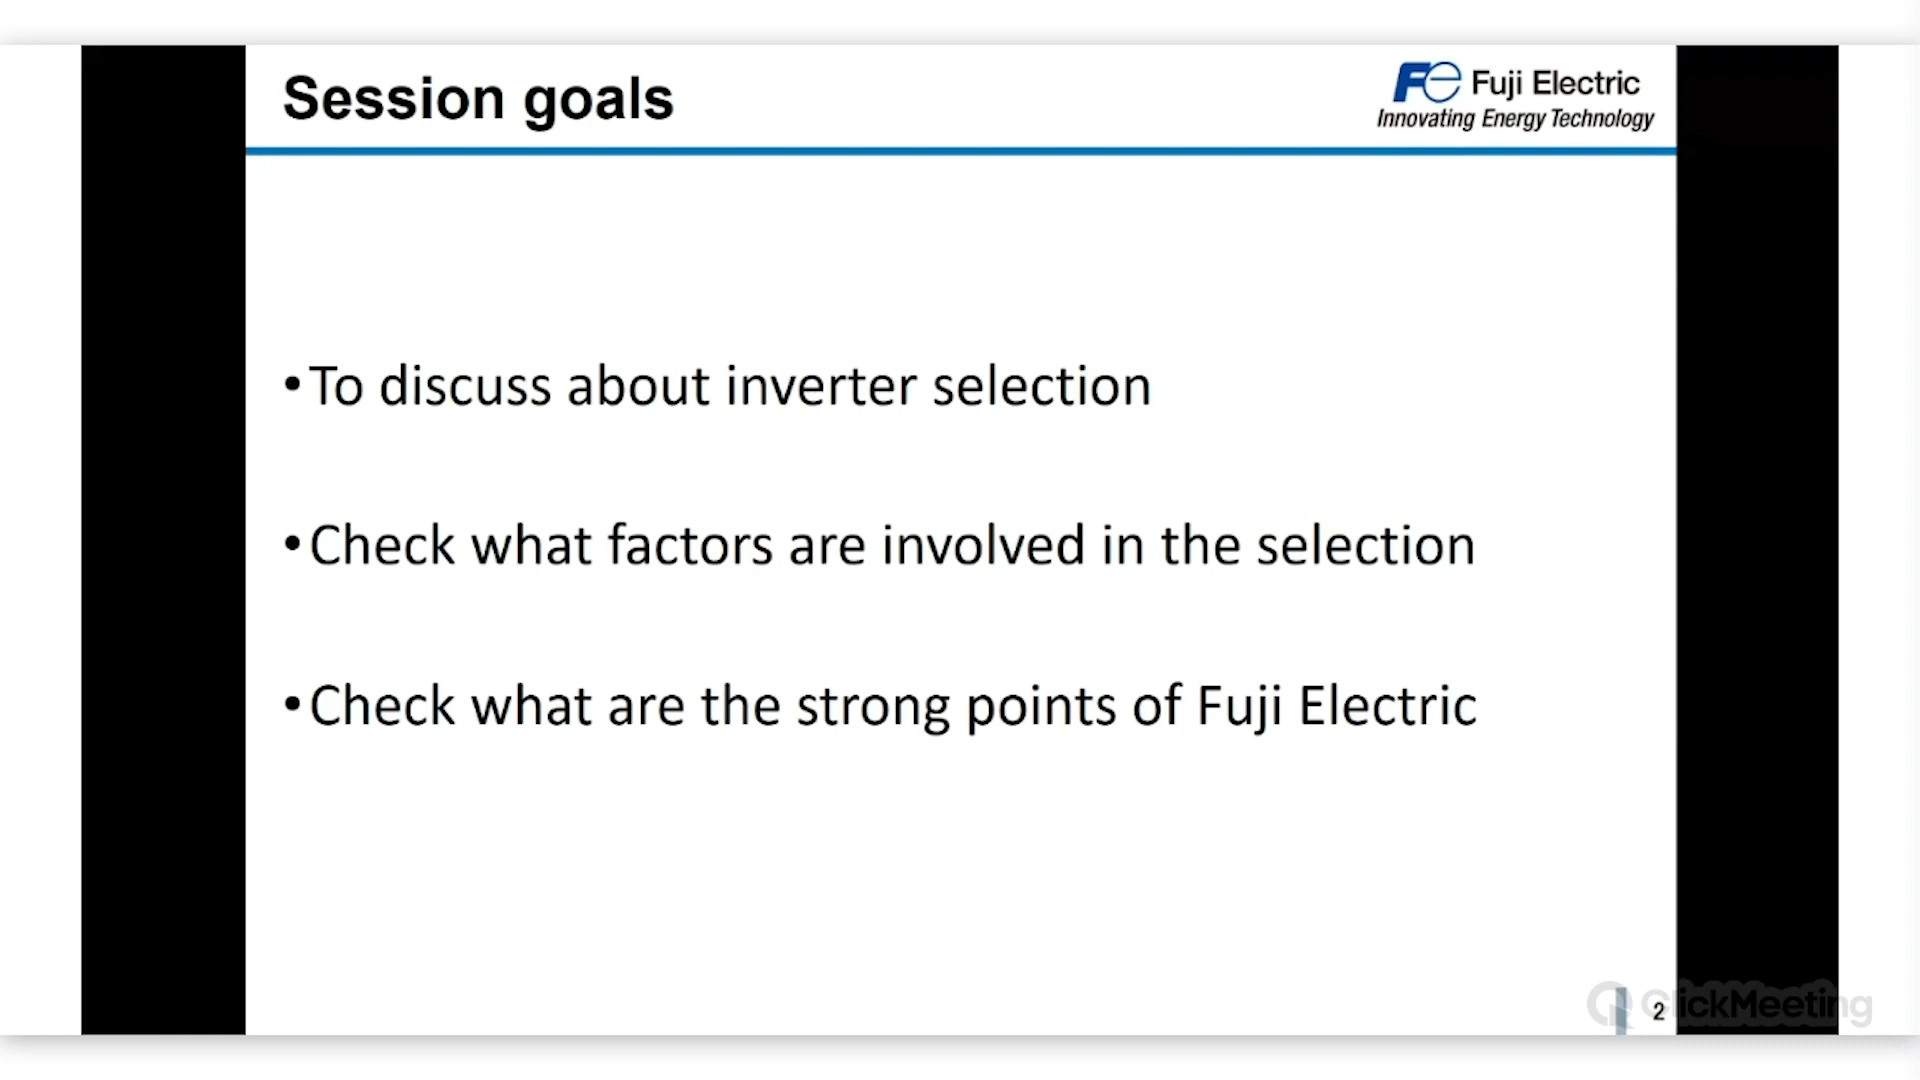 Session goals
Fe Fuji Electric
Innovating Energy Technology
•To discuss about inverter selection
•Check what factors are involved in the selection
•Check what are the strong points of Fuji Electric
2
ClickMeeting